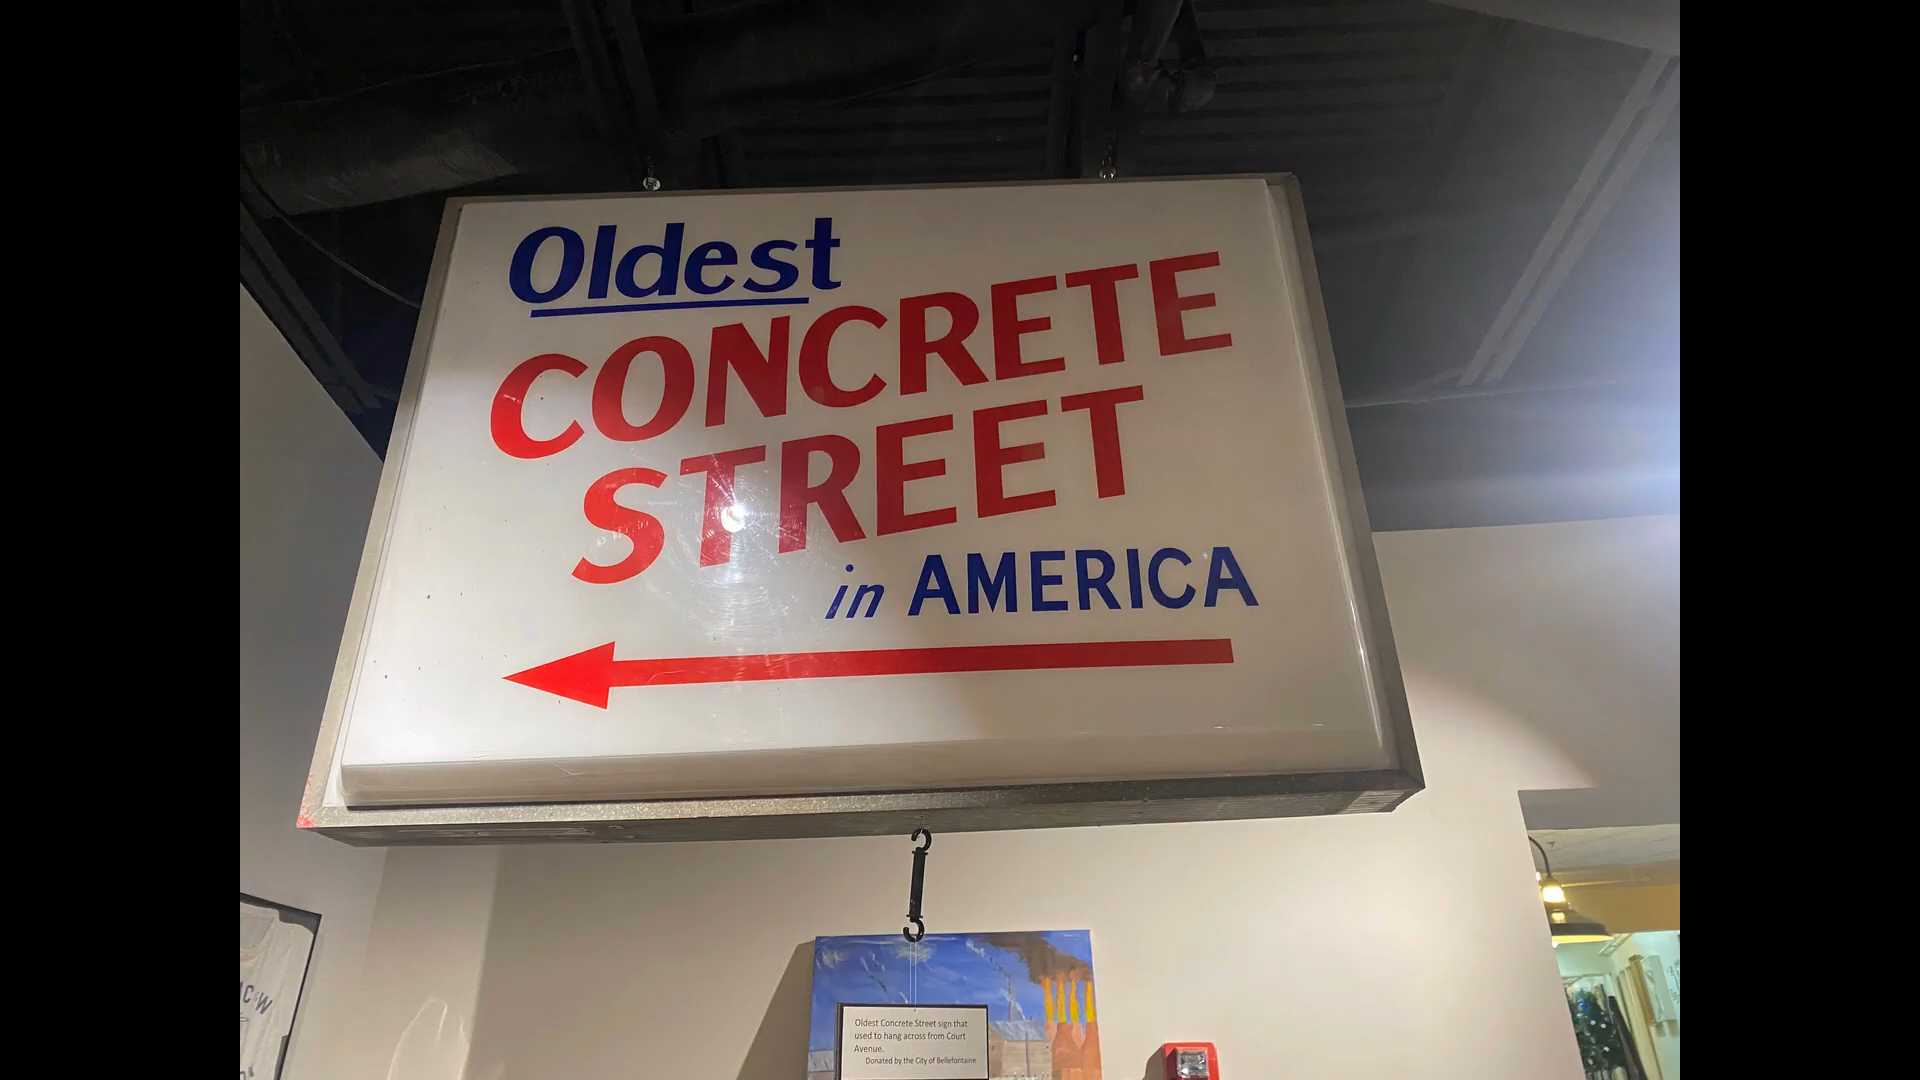 Oldest
CONCRETE
STREET
in AMERICA
Oldest Concrete Street sign that
used to hang across from Court
Avenue.
Donated by the City of Bellefontaine